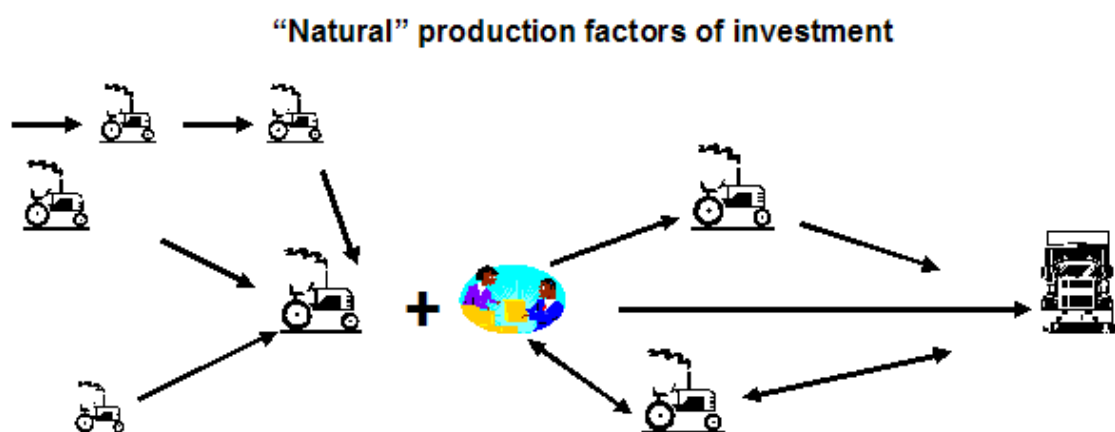 “Natural” production factors of investment
+